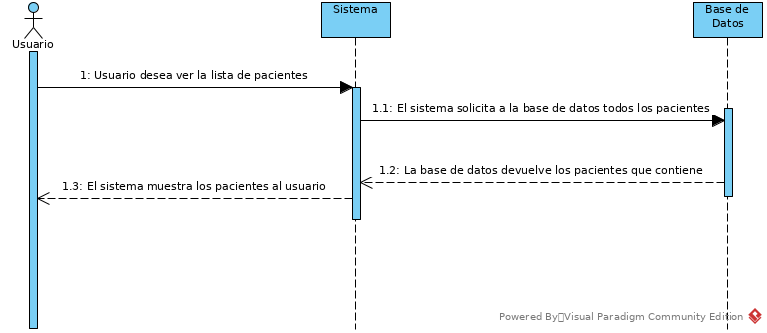 Sistema
Base de
Datos
Usuario
1: Usuario desea ver la lista de pacientes
1.1: El sistema solicita a la base de datos todos los pacientes
1.2: La base de datos devuelve los pacientes que contiene
1.3: El sistema muestra los pacientes al usuario
Powered By Visual Paradigm Community Edition